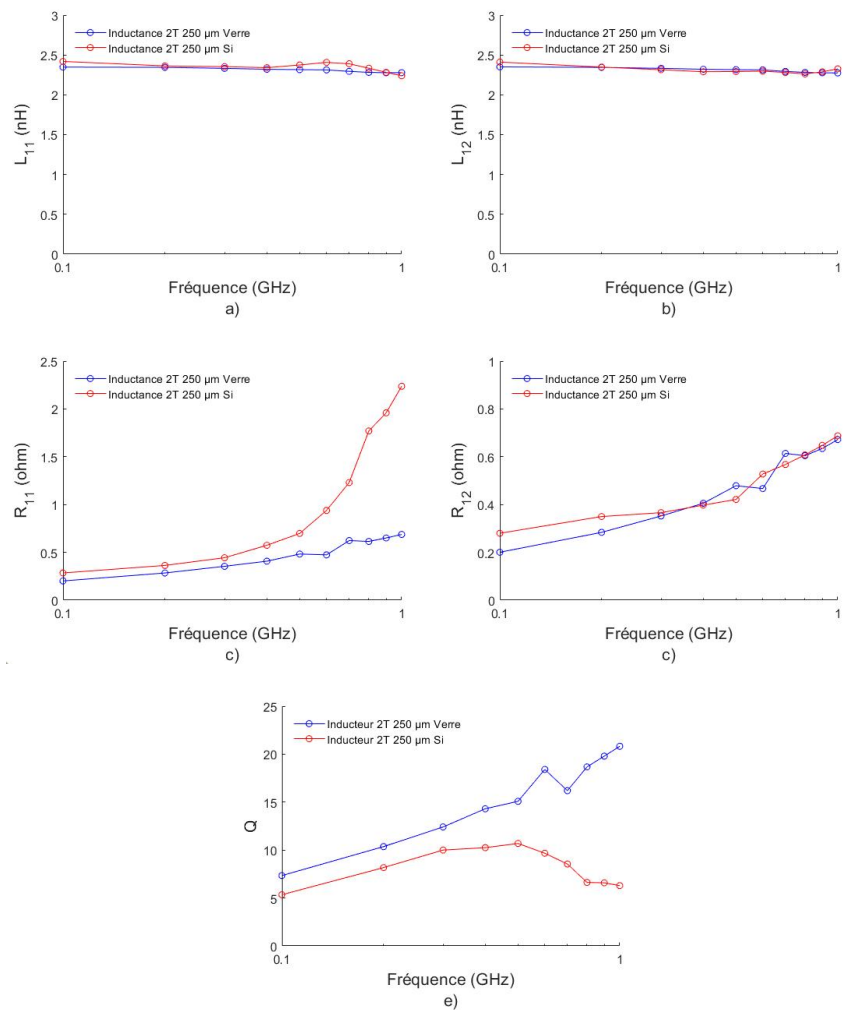 Inductance 2T 250 µm Verre
Inductance 2T 250 µm Si
3
2.5
2
1.5
1
0.5
0
L11 (nH)
0.1
1
Fréquence (GHz)
a)
Inductance 2T 250 µm Verre
Inductance 2T 250 µm Si
3
2.5
2
1.5
1
0.5
0
L12 (nH)
0.1
1
Fréquence (GHz)
b)
Inductance 2T 250 µm Verre
Inductance 2T 250 µm Si
2.5
2
1.5
1
0.5
0
R11 (ohm)
0.1
1
Fréquence (GHz)
c)
Inductance 2T 250 µm Verre
Inductance 2T 250 µm Si
1
0.8
0.6
0.4
0.2
0
R12 (ohm)
0.1
1
Fréquence (GHz)
c)
Inducteur 2T 250 µm Verre
Inducteur 2T 250 µm Si
25
20
15
10
5
0
Q
0.1
1
Fréquence (GHz)
e)